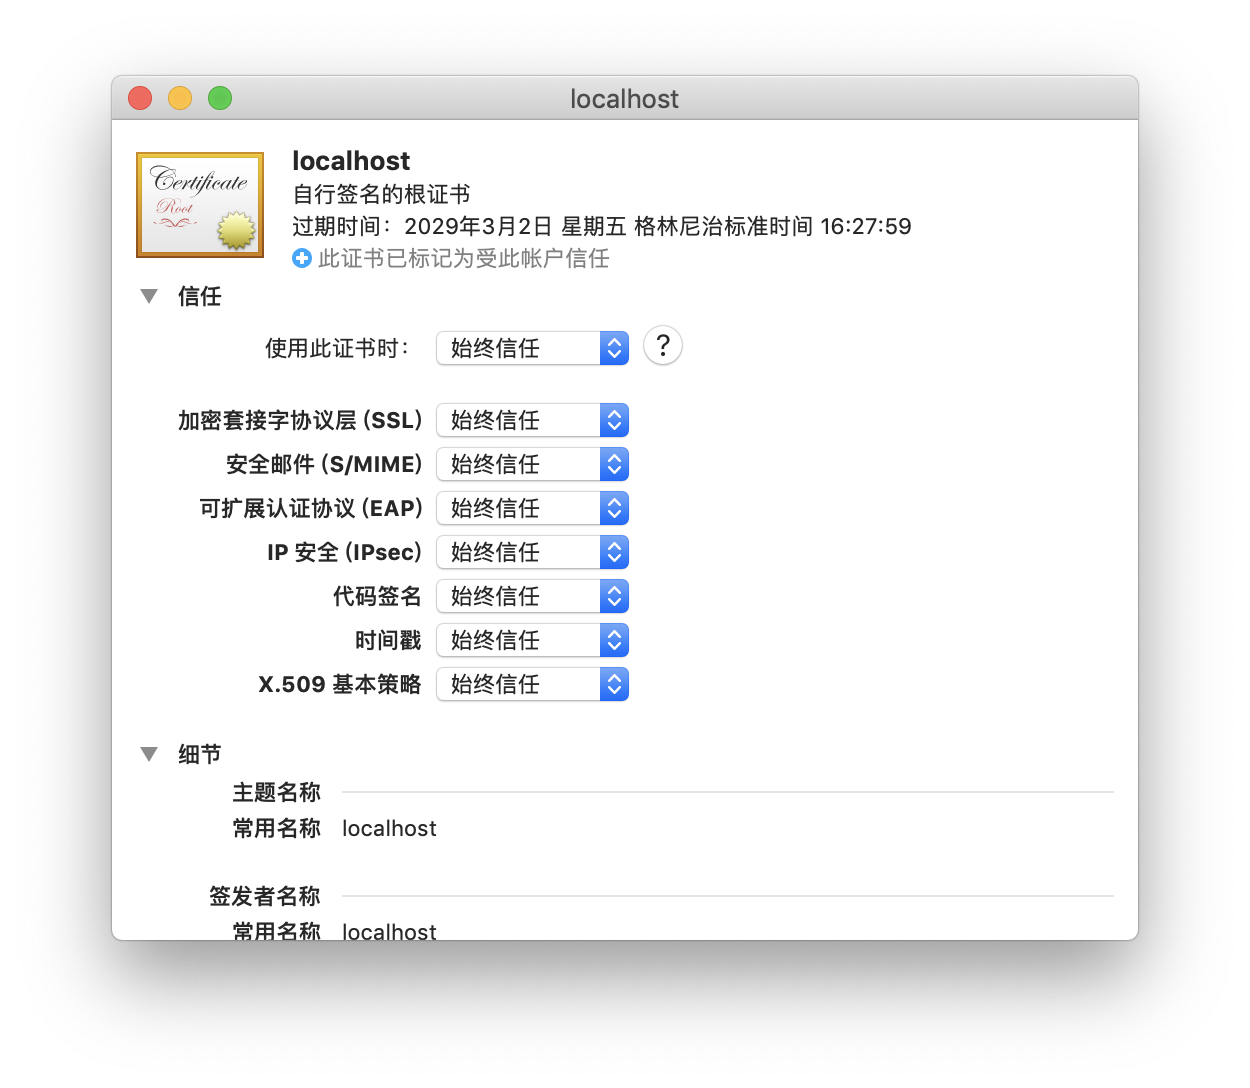 localhost
Certificate
Root
localhost
自行签名的根证书
过期时间：2029年3月2日 星期五 格林尼治标准时间 16:27:59
此证书已标记为受此帐户信任
信任
使用此证书时： 始终信任 ?
加密套接字协议层 (SSL) 始终信任
安全邮件 (S/MIME) 始终信任
可扩展认证协议 (EAP) 始终信任
IP 安全 (IPsec) 始终信任
代码签名 始终信任
时间戳 始终信任
X.509 基本策略 始终信任
细节
主题名称
常用名称 localhost
签发者名称
常用名称 localhost